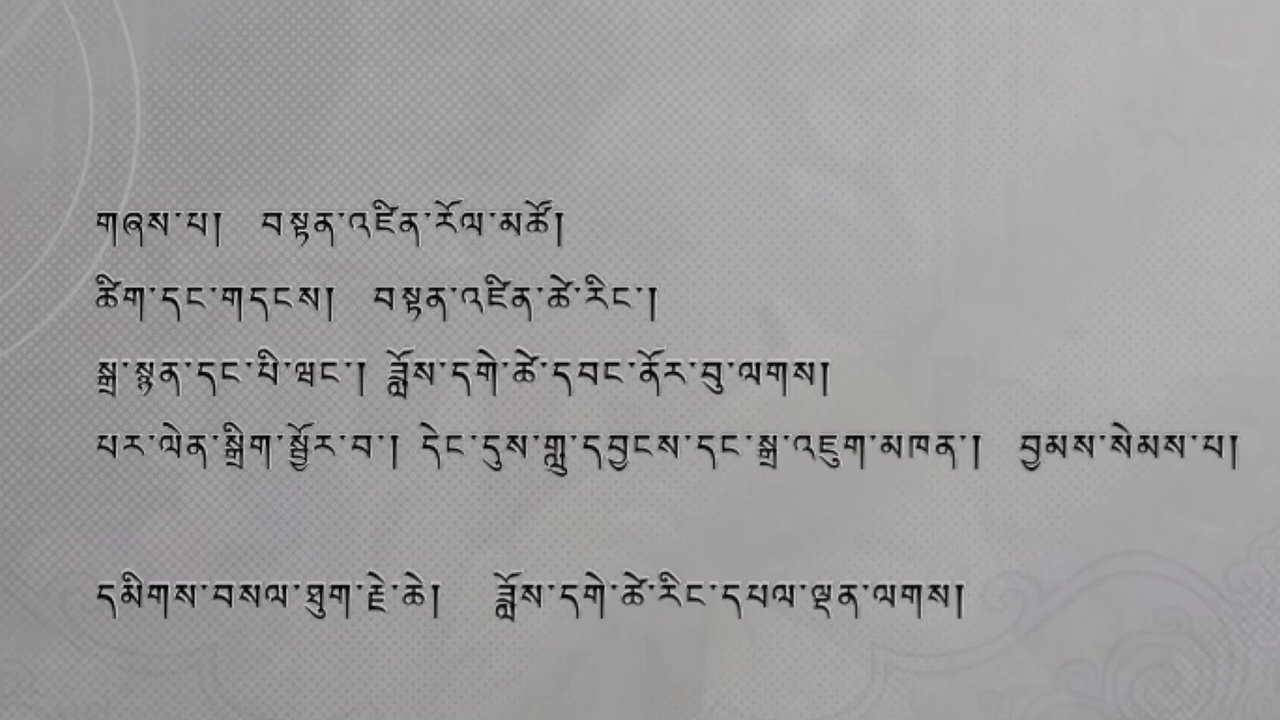 གཞས་པ།  བསྟན་འཛིན་རོལ་མཚོ།
ཚིག་དང་གདངས།  བསྟན་འཛིན་ཚེ་རིང་།
སྒྲ་སྙན་དང་པི་ཝང་། ཟློས་དགེ་ཚེ་དབང་ནོར་བུ་ལགས།
པར་ལེན་སྒྲིག་སྦྱོར་བ་། དེང་དུས་གླུ་དབྱངས་དང་སྒྲ་འཇུག་མཁན་།  བྱམས་སེམས་པ།
དམིགས་བསལ་ཐུག་རྗེ་ཆེ།  ཟློས་དགེ་ཚེ་རིང་དཔལ་ལྡན་ལགས།